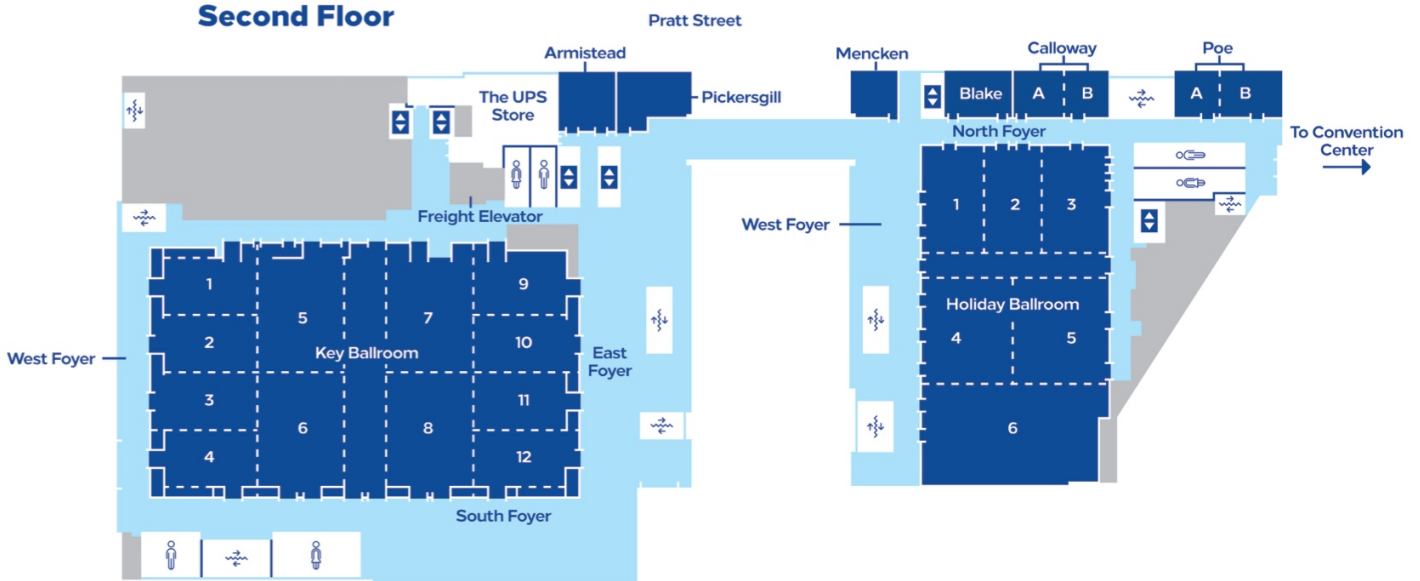 Second Floor
Pratt Street
Armistead
Mencken
Calloway
Poe
The UPS
Store
Pickersgill
Blake
A
B
A
B
North Foyer
To Convention
Center
Freight Elevator
West Foyer
1
2
3
1
2
3
4
5
6
Key Ballroom
7
8
9
10
11
12
West Foyer
East
Foyer
Holiday Ballroom
4
5
6
South Foyer